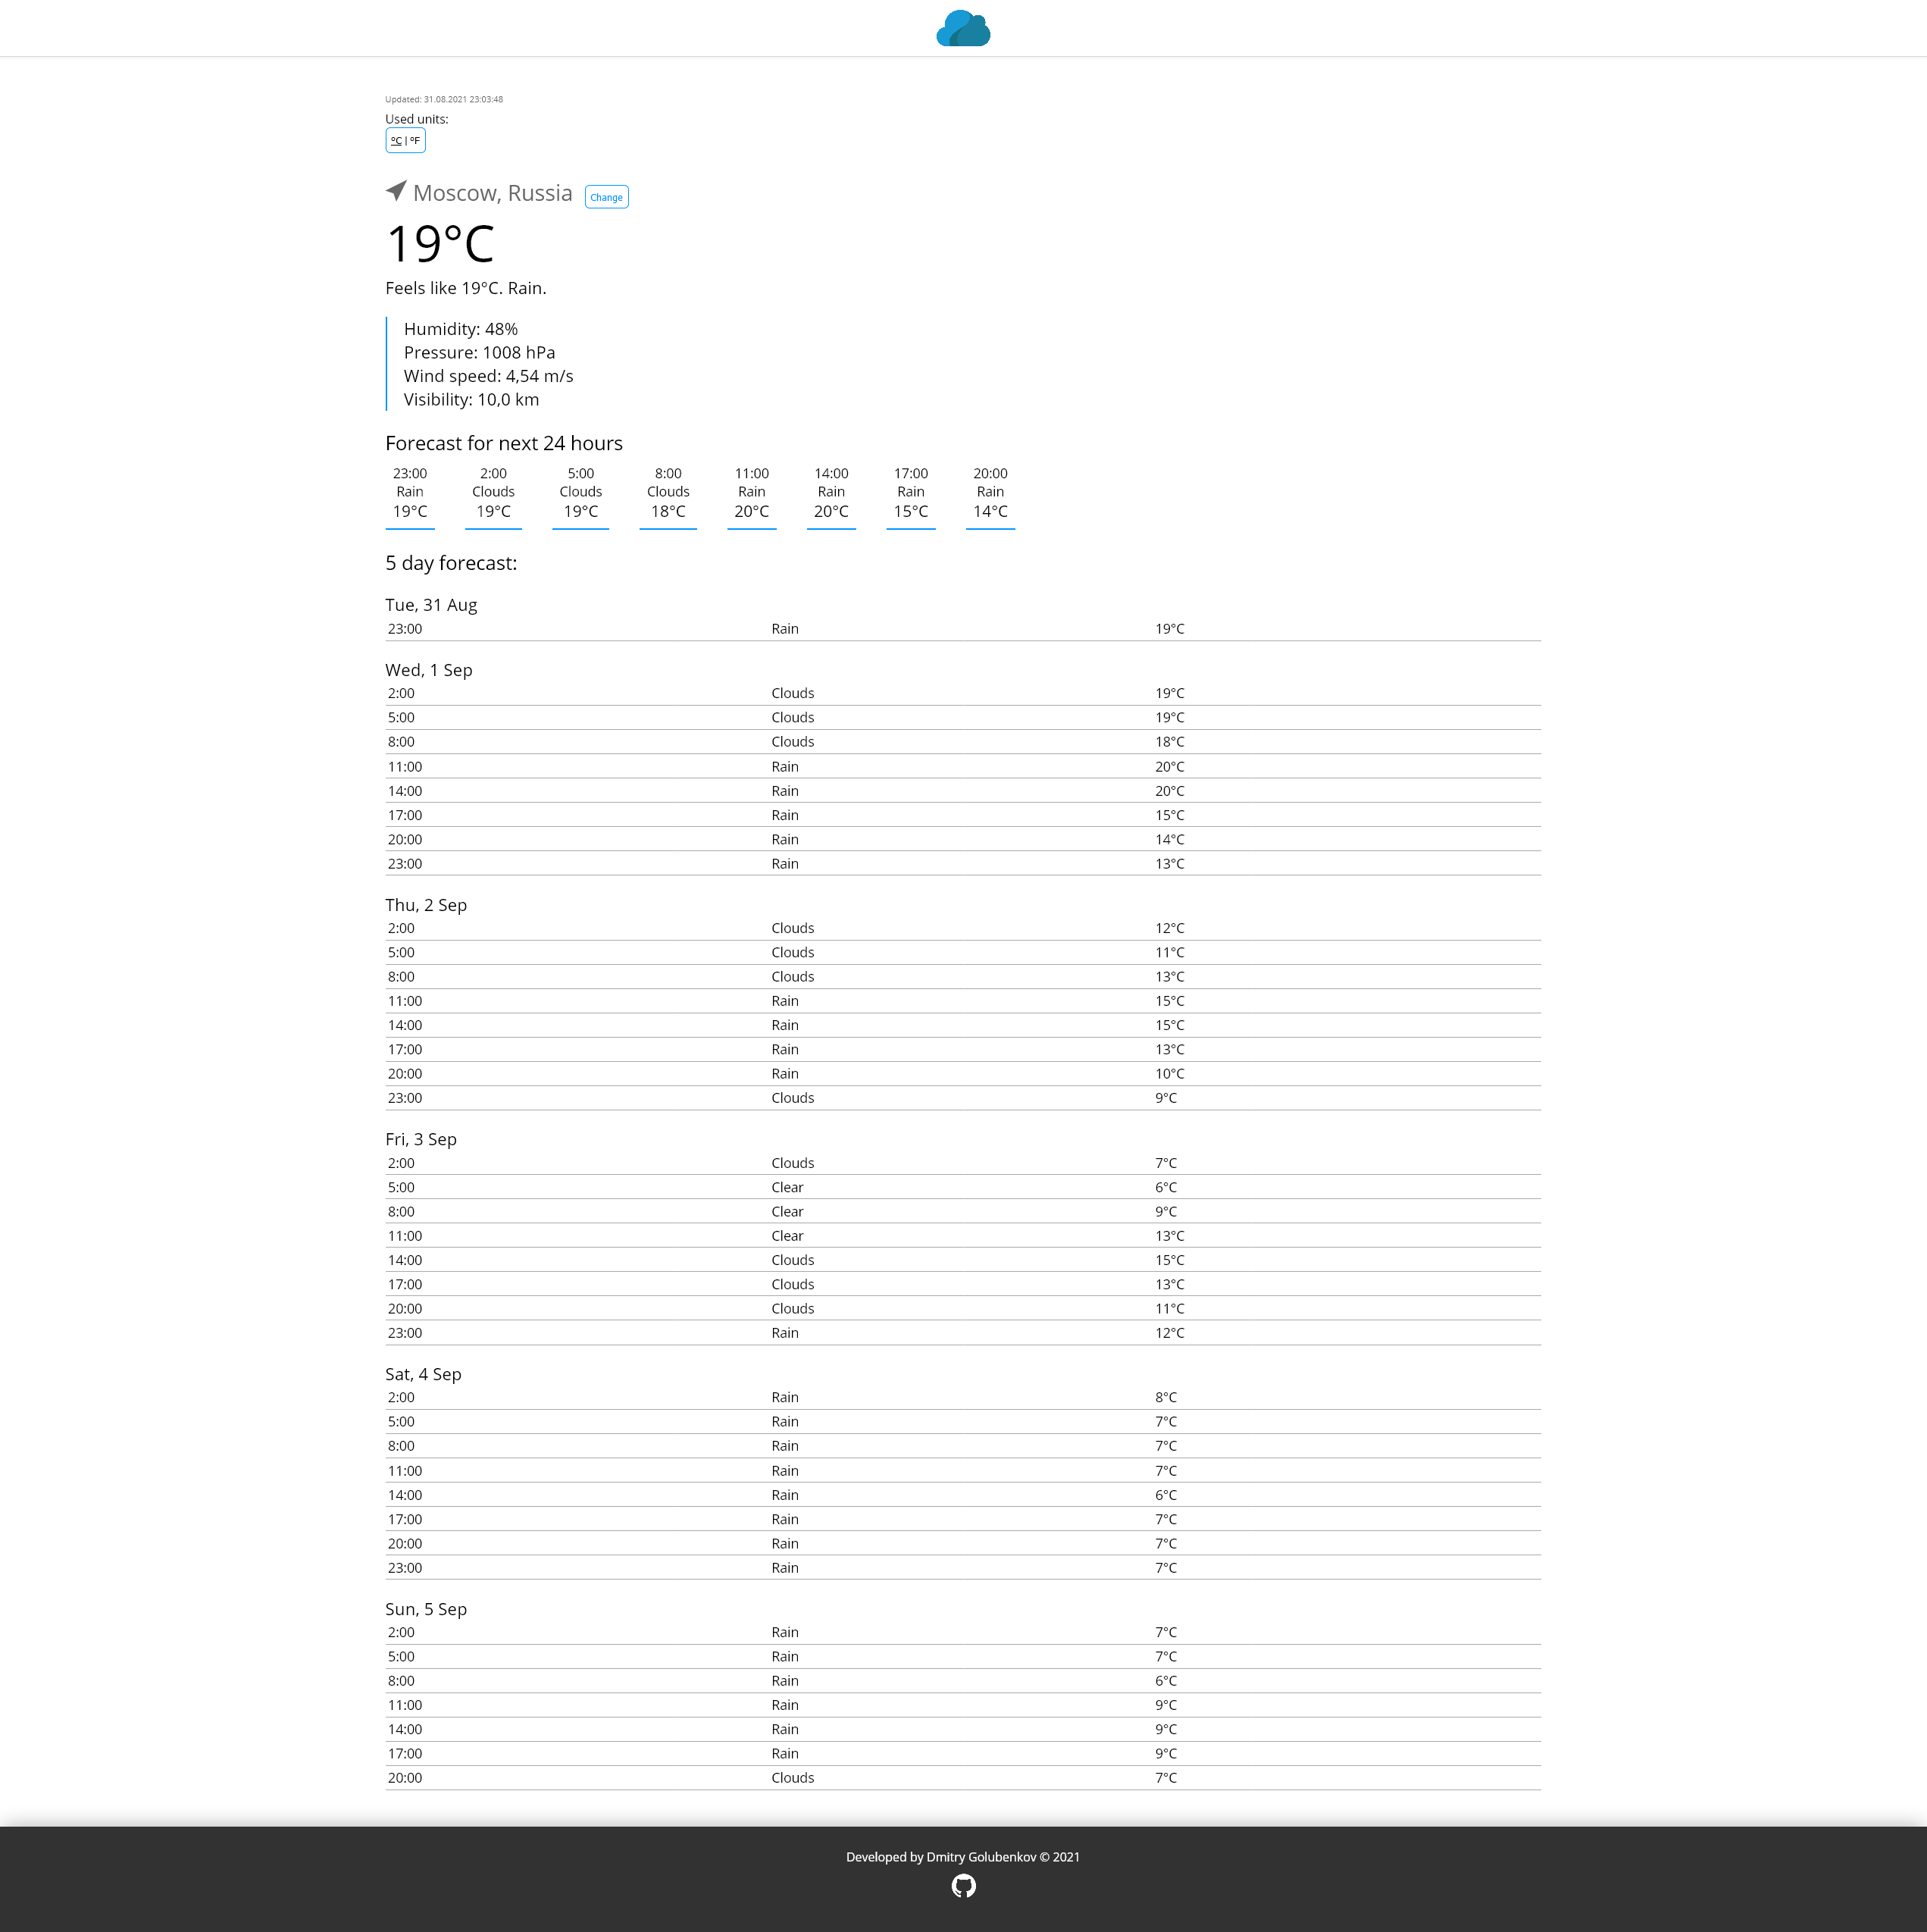 Updated: 31.08.2021 23:03:48
Used units:
ºC | ºF
Moscow, Russia Change
19°C
Feels like 19°C. Rain.
Humidity: 48%
Pressure: 1008 hPa
Wind speed: 4,54 m/s
Visibility: 10,0 km
Forecast for next 24 hours
23:00 2:00 5:00 8:00 11:00 14:00 17:00 20:00
Rain Clouds Clouds Clouds Rain Rain Rain Rain
19°C 19°C 19°C 18°C 20°C 20°C 15°C 14°C
5 day forecast:
Tue, 31 Aug
23:00 Rain 19°C
Wed, 1 Sep
2:00 Clouds 19°C
5:00 Clouds 19°C
8:00 Clouds 18°C
11:00 Rain 20°C
14:00 Rain 20°C
17:00 Rain 15°C
20:00 Rain 14°C
23:00 Rain 13°C
Thu, 2 Sep
2:00 Clouds 12°C
5:00 Clouds 11°C
8:00 Clouds 13°C
11:00 Rain 15°C
14:00 Rain 15°C
17:00 Rain 13°C
20:00 Rain 10°C
23:00 Clouds 9°C
Fri, 3 Sep
2:00 Clouds 7°C
5:00 Clear 6°C
8:00 Clear 9°C
11:00 Clear 13°C
14:00 Clouds 15°C
17:00 Clouds 13°C
20:00 Clouds 11°C
23:00 Rain 12°C
Sat, 4 Sep
2:00 Rain 8°C
5:00 Rain 7°C
8:00 Rain 7°C
11:00 Rain 7°C
14:00 Rain 6°C
17:00 Rain 7°C
20:00 Rain 7°C
23:00 Rain 7°C
Sun, 5 Sep
2:00 Rain 7°C
5:00 Rain 7°C
8:00 Rain 6°C
11:00 Rain 9°C
14:00 Rain 9°C
17:00 Rain 9°C
20:00 Clouds 7°C
Developed by Dmitry Golubenkov © 2021